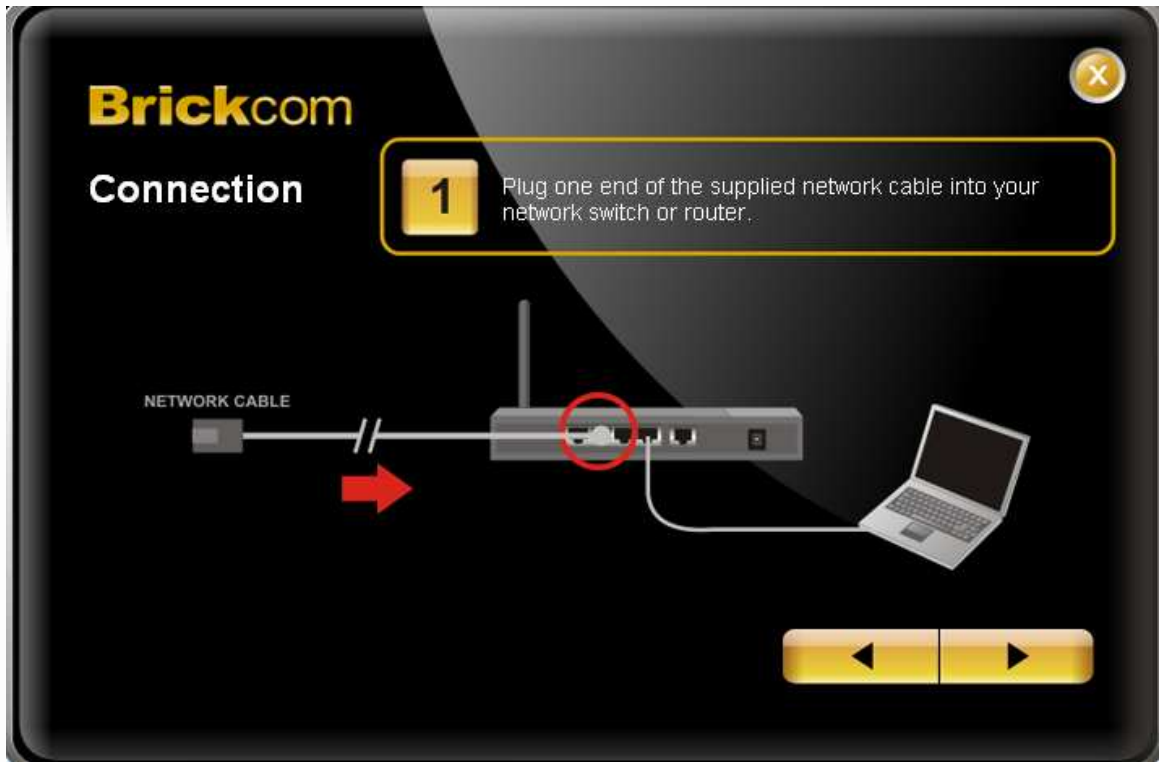 Brickcom
Connection
1
Plug one end of the supplied network cable into your
network switch or router.
NETWORK CABLE